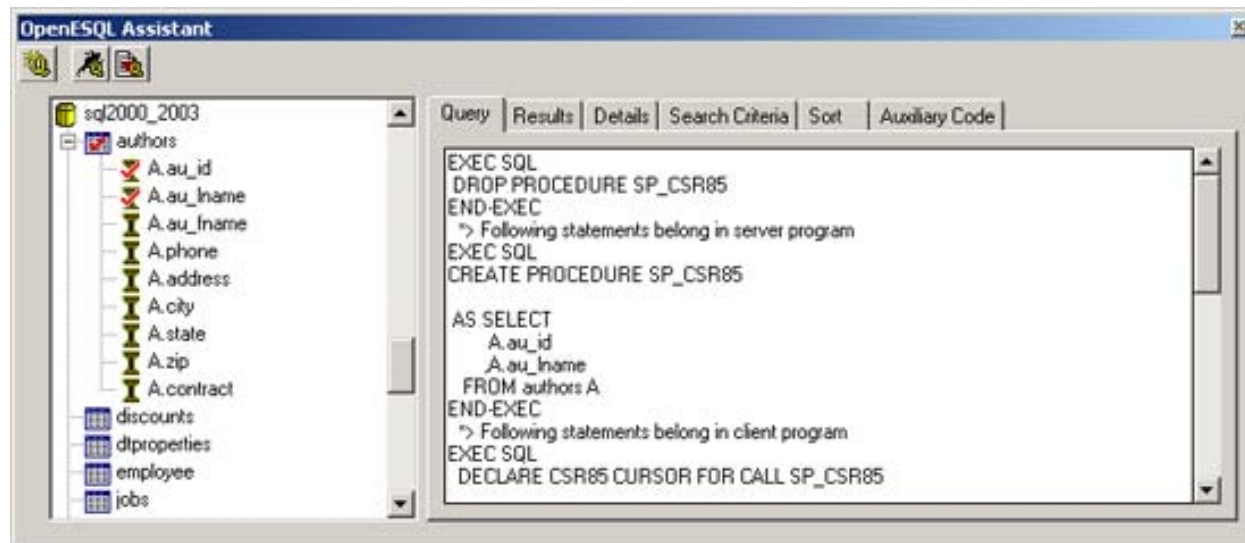 OpenESQL Assistant
sql2000_2003
authors
A.au_id
A.au_lname
A.au_fname
A.phone
A.address
A.city
A.state
A.zip
A.contract
discounts
dtproperties
employee
jobs
Query Results Details Search Criteria Sort Auxiliary Code
EXEC SQL
DROP PROCEDURE SP_CSR85
END-EXEC
*> Following statements belong in server program
EXEC SQL
CREATE PROCEDURE SP_CSR85
AS SELECT
A.au_id
,A.au_lname
FROM authors A
END-EXEC
*> Following statements belong in client program
EXEC SQL
DECLARE CSR85 CURSOR FOR CALL SP_CSR85